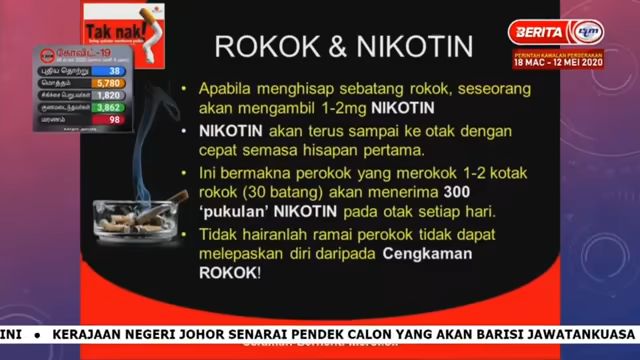 Tak nak!
ROKOK & NIKOTIN
BERITA
PERINTAH KAWALAN PERGERAKAN
18 MAC - 12 MEI 2020
கோவிட்-19
புதிய தொற்று 38
மொத்தம் 5,780
சிகிச்சை பெறுபவர்கள் 1,820
குணமடைந்தவர்கள் 3,862
மரணம் 98
• Apabila menghisap sebatang rokok, seseorang
akan mengambil 1-2mg NIKOTIN
• NIKOTIN akan terus sampai ke otak dengan
cepat semasa hisapan pertama.
• Ini bermakna perokok yang merokok 1-2 kotak
rokok (30 batang) akan menerima 300
‘pukulan’ NIKOTIN pada otak setiap hari.
• Tidak hairanlah ramai perokok tidak dapat
melepaskan diri daripada Cengkaman
ROKOK!
INI • KERAJAAN NEGERI JOHOR SENARAI PENDEK CALON YANG AKAN BARISI JAWATANKUASA